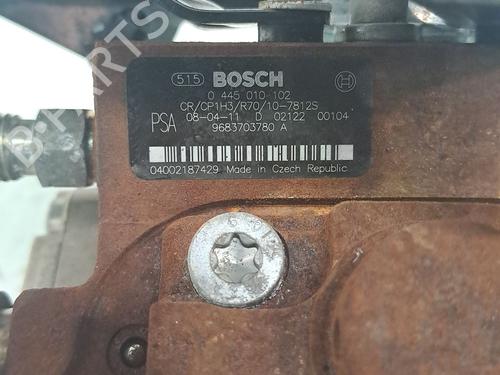 515 BOSCH
0 445 010 102
CR/CP1H3/R70/10-7812S
PSA 08-04-11 D 02122 00104
9683703780 A
04002187429 Made in Czech Republic